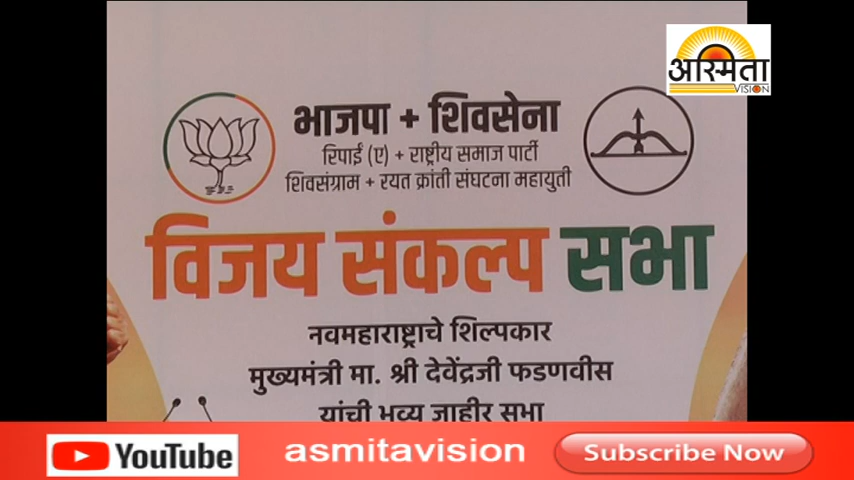 अस्मिता
VISION
भाजपा + शिवसेना
रिपाई (ए) + राष्ट्रीय समाज पार्टी
शिवसंग्राम + रयत क्रांती संघटना महायुती
विजय संकल्प सभा
नवमहाराष्ट्राचे शिल्पकार
मुख्यमंत्री मा. श्री देवेंद्रजी फडणवीस
यांची भव्य जाहीर सभा
YouTube
asmitavision
Subscribe Now